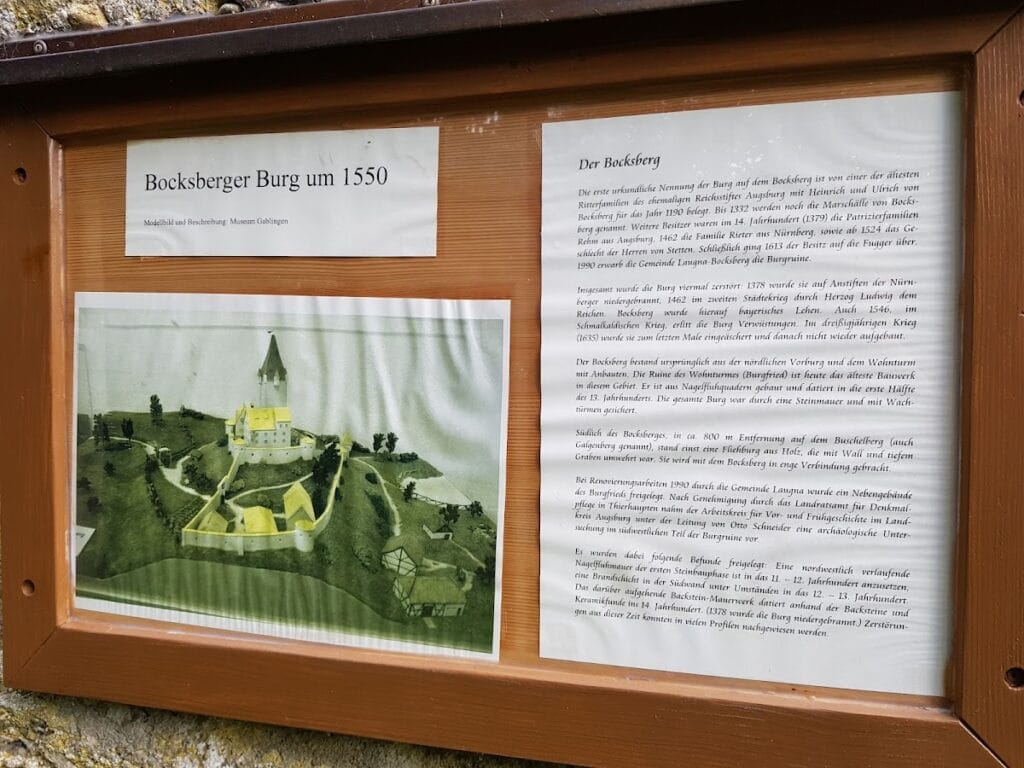 Bocksberger Burg um 1550
Modellbild und Beschreibung: Museum Gablingen
Der Bocksberg
Die erste urkundliche Nennung der Burg auf dem Bocksberg ist von einer der ältesten
Ritterfamilien des ehemaligen Reichsstiftes Augsburg mit Heinrich und Ulrich von
Bocksberg für das Jahr 1190 belegt. Bis 1332 werden noch die Marschälle von Bocks-
berg genannt. Weitere Besitzer waren im 14. Jahrhundert (1379) die Patrizierfamilien
Rehm aus Augsburg, 1462 die Familie Rieter aus Nürnberg, sowie ab 1524 das Ge-
schlecht der Herren von Stetten. Schließlich ging 1613 der Besitz auf die Fugger über.
1990 erwarb die Gemeinde Laugna-Bocksberg die Burgruine.
Insgesamt wurde die Burg viermal zerstört. 1378 wurde sie auf Anstiften der Nürn-
berger niedergebrannt, 1462 im zweiten Städtekrieg durch Herzog Ludwig dem
Reichen. Bocksberg wurde hierauf bayerisches Lehen. Auch 1546, im
Schmalkaldischen Krieg, erlitt die Burg Verwüstungen. Im dreißigjährigen Krieg
(1635) wurde sie zum letzten Male eingeäschert und danach nicht wieder aufgebaut.
Der Bocksberg bestand ursprünglich aus der nördlichen Vorburg und dem Wohnturm
mit Anbauten. Die Ruine des Wohnturmes (Burgfried) ist heute das älteste Bauwerk
in diesem Gebiet. Er ist aus Nagelfluhquadern gebaut und datiert in die erste Hälfte
des 13. Jahrhunderts. Die gesamte Burg war durch eine Steinmauer und mit Wach-
türmen gesichert.
Südlich des Bocksberges, in ca. 800 m Entfernung auf dem Buschelberg (auch
Galgenberg genannt), stand einst eine Fliehburg aus Holz, die mit Wall und tiefem
Graben umwehrt war. Sie wird mit dem Bocksberg in enge Verbindung gebracht.
Bei Renovierungsarbeiten 1990 durch die Gemeinde Laugna wurde ein Nebengebäude
des Burgfrieds freigelegt. Nach Genehmigung durch das Landratsamt für Denkmal-
pflege in Thierhaupten nahm der Arbeitskreis für Vor- und Frühgeschichte im Land-
kreis Augsburg unter der Leitung von Otto Schneider eine archäologische Unter-
suchung im südwestlichen Teil der Burgruine vor.
Es wurden dabei folgende Befunde freigelegt: Eine nordwestlich verlaufende
Nagelfluhmauer der ersten Steinbauphase ist in das 11. – 12. Jahrhundert anzusetzen,
eine Brandschicht in der Südwand unter Umständen in das 12. – 13. Jahrhundert.
Das darüber aufgehende Backstein-Mauerwerk datiert anhand der Backsteine und
Keramikfunde ins 14. Jahrhundert. (1378 wurde die Burg niedergebrannt.) Zerstörun-
gen aus dieser Zeit konnten in vielen Profilen nachgewiesen werden.